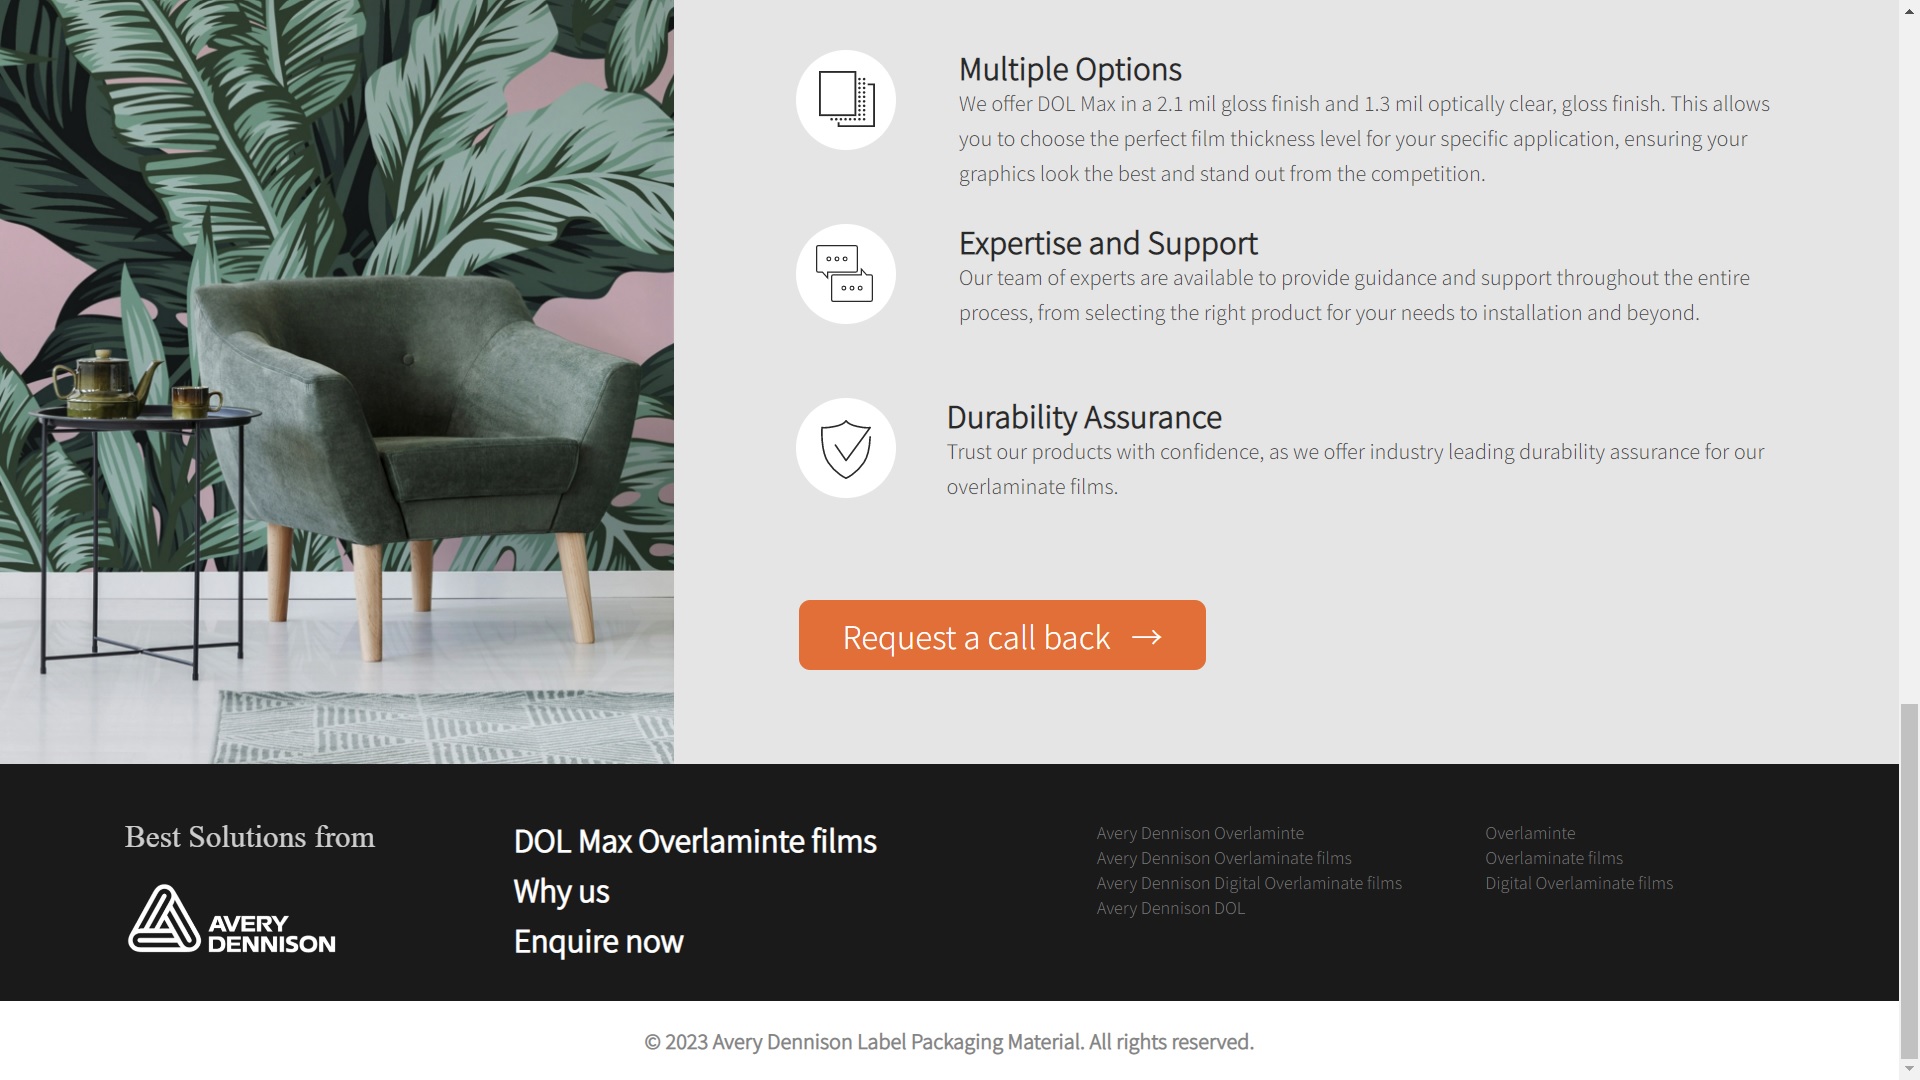 Multiple Options
We offer DOL Max in a 2.1 mil gloss finish and 1.3 mil optically clear, gloss finish. This allows
you to choose the perfect film thickness level for your specific application, ensuring your
graphics look the best and stand out from the competition.
Expertise and Support
Our team of experts are available to provide guidance and support throughout the entire
process, from selecting the right product for your needs to installation and beyond.
Durability Assurance
Trust our products with confidence, as we offer industry leading durability assurance for our
overlaminate films.
Request a call back →
Best Solutions from
AVERY
DENNISON
DOL Max Overlaminte films
Why us
Enquire now
Avery Dennison Overlaminte
Avery Dennison Overlaminate films
Avery Dennison Digital Overlaminate films
Avery Dennison DOL
Overlaminte
Overlaminate films
Digital Overlaminate films
© 2023 Avery Dennison Label Packaging Material. All rights reserved.